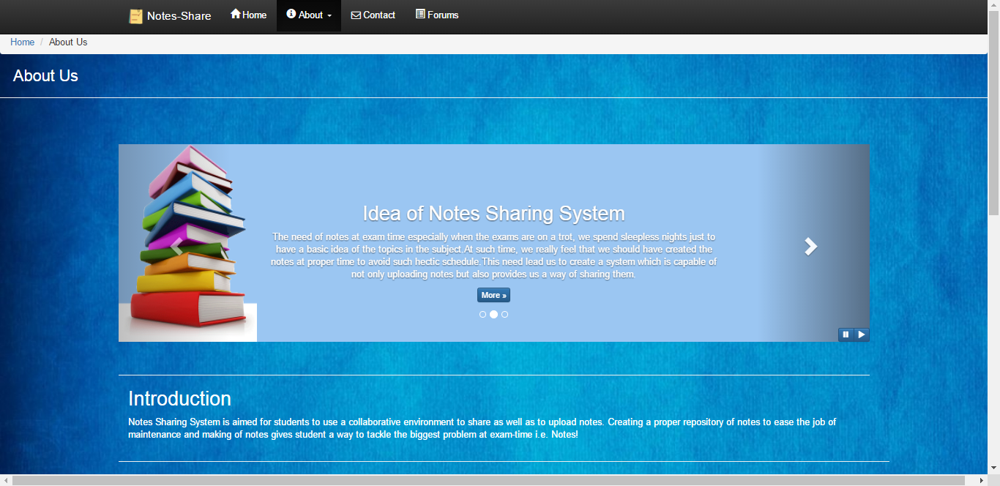 Notes-Share Home About Contact Forums
Home / About Us
About Us
Idea of Notes Sharing System
The need of notes at exam time especially when the exams are on a trot, we spend sleepless nights just to
have a basic idea of the topics in the subject.At such time, we really feel that we should have created the
notes at proper time to avoid such hectic schedule.This need lead us to create a system which is capable of
not only uploading notes but also provides us a way of sharing them.
More »
Introduction
Notes Sharing System is aimed for students to use a collaborative environment to share as well as to upload notes. Creating a proper repository of notes to ease the job of
maintenance and making of notes gives student a way to tackle the biggest problem at exam-time i.e. Notes!